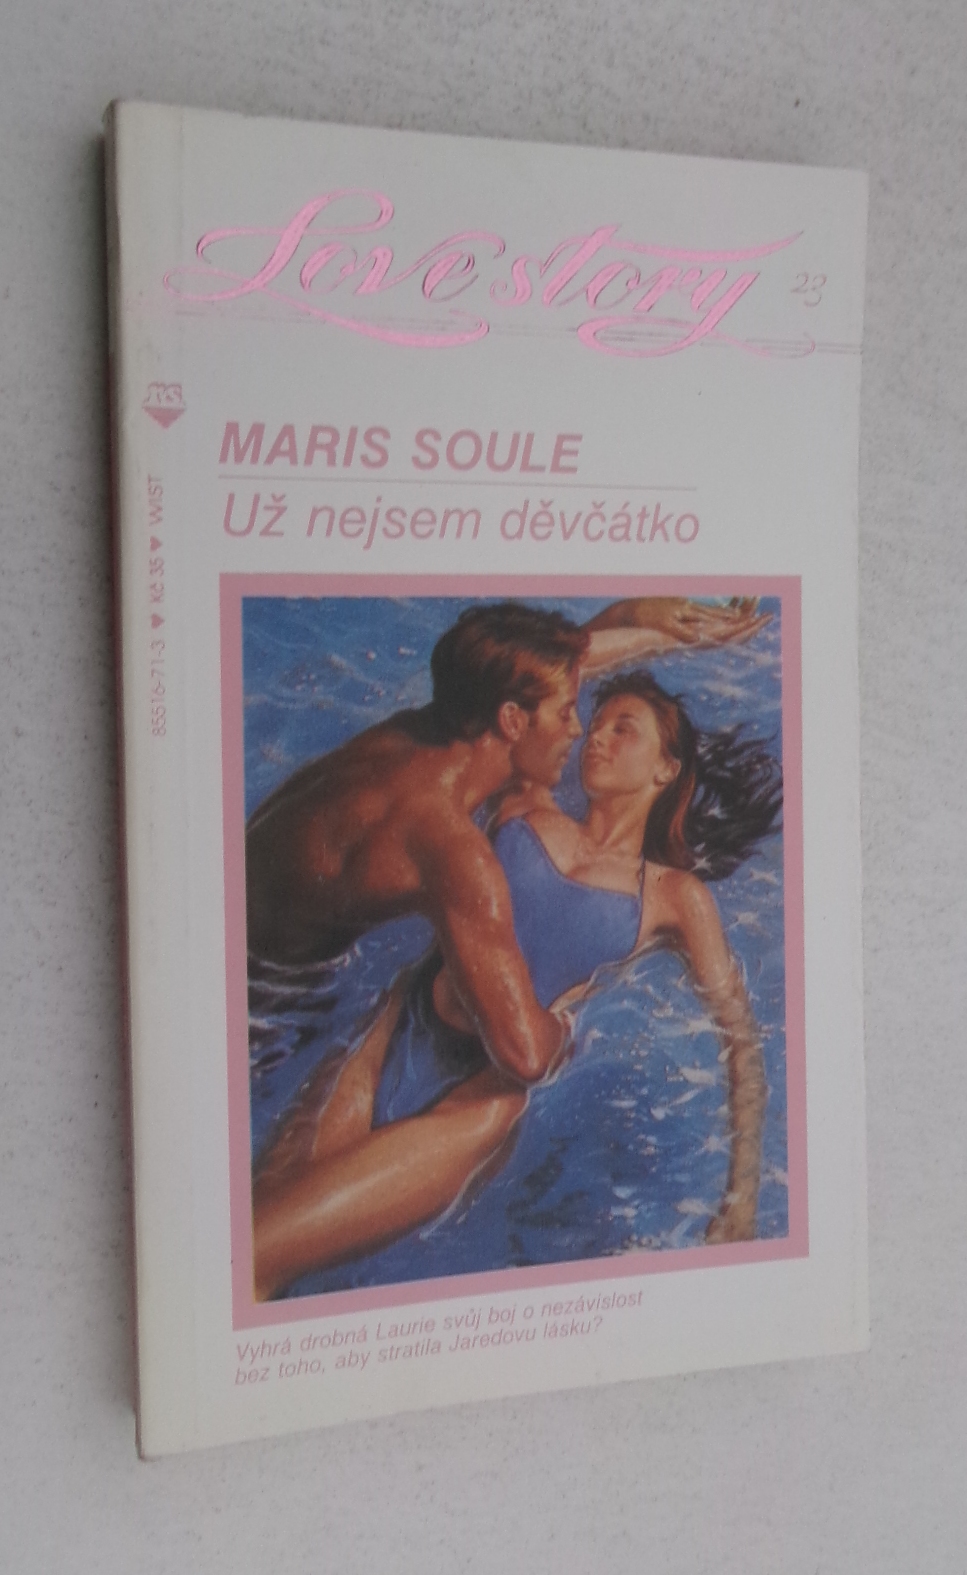 Love story 23
MARIS SOULE
Už nejsem děvčátko
85516-71-3 ♥ Kč 35 ♥ WIST
Vyhrá drobná Laurie svůj boj o nezávislost
bez toho, aby stratila Jaredovu lásku?